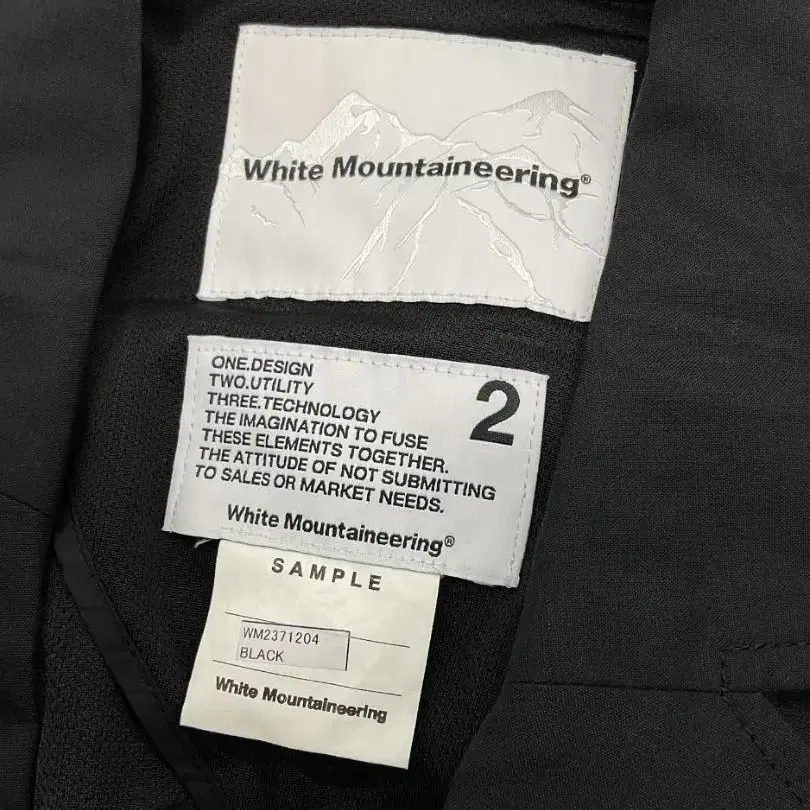 White Mountaineering®
ONE.DESIGN
TWO.UTILITY
THREE.TECHNOLOGY
THE IMAGINATION TO FUSE
THESE ELEMENTS TOGETHER.
THE ATTITUDE OF NOT SUBMITTING
TO SALES OR MARKET NEEDS.
2
White Mountaineering®
SAMPLE
WM2371204
BLACK
White Mountaineering